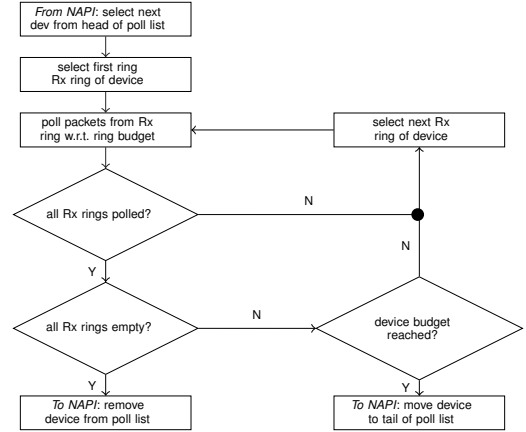 From NAPI: select next
dev from head of poll list
select first ring
Rx ring of device
poll packets from Rx
ring w.r.t. ring budget
select next Rx
ring of device
all Rx rings polled?
N
N
Y
all Rx rings empty?
N
device budget
reached?
Y
Y
To NAPI: remove
device from poll list
To NAPI: move device
to tail of poll list